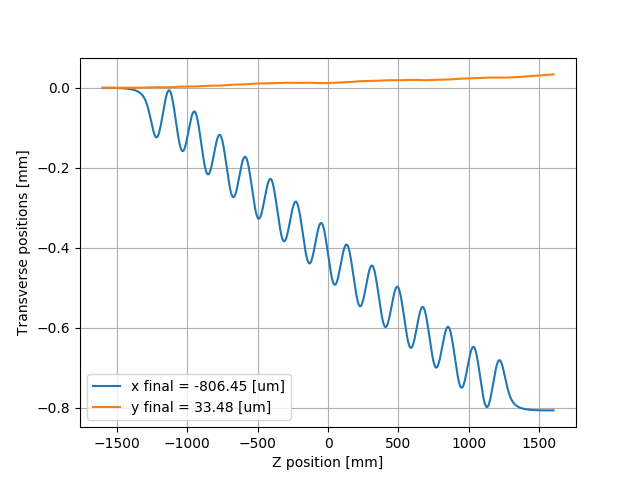 0.0
−0.2
−0.4
−0.6
−0.8
Transverse positions [mm]
x final = -806.45 [um]
y final = 33.48 [um]
−1500 −1000 −500 0 500 1000 1500
Z position [mm]